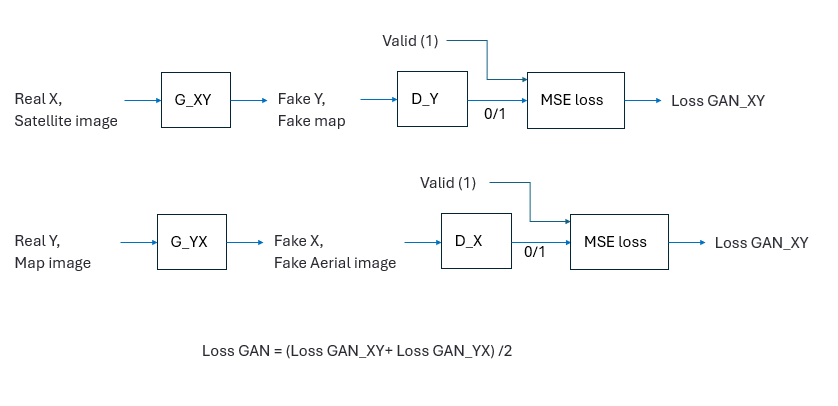 Valid (1)
Real X,
Satellite image
G_XY
Fake Y,
Fake map
D_Y
0/1
MSE loss
Loss GAN_XY
Valid (1)
Real Y,
Map image
G_YX
Fake X,
Fake Aerial image
D_X
0/1
MSE loss
Loss GAN_XY
Loss GAN = (Loss GAN_XY+ Loss GAN_YX) /2